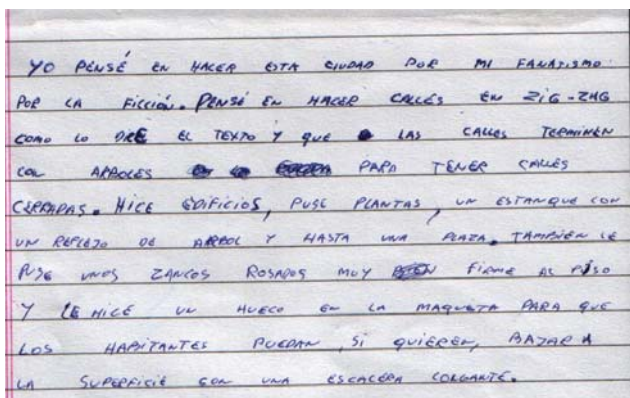 YO PENSÉ EN HACER ESTA CIUDAD POR MI FANATISMO
POR LA FICCIÓN. PENSÉ EN HACER CALLES EN ZIG-ZAG
COMO LO DICE EL TEXTO Y QUE LAS CALLES TERMINEN
CON ARBOLES PARA TENER CALLES
CERRADAS. HICE EDIFICIOS, PUSE PLANTAS, UN ESTANQUE CON
UN REFLEJO DE ARBOL Y HASTA UNA PLAZA. TAMBIÉN LE
PUSE UNOS ZANCOS ROSADOS MUY FIRME AL PISO
Y LE HICE UN HUECO EN LA MAQUETA PARA QUE
LOS HABITANTES PUEDAN, SI QUIEREN, BAJAR A
LA SUPERFICIE CON UNA ESCALERA COLGANTE.